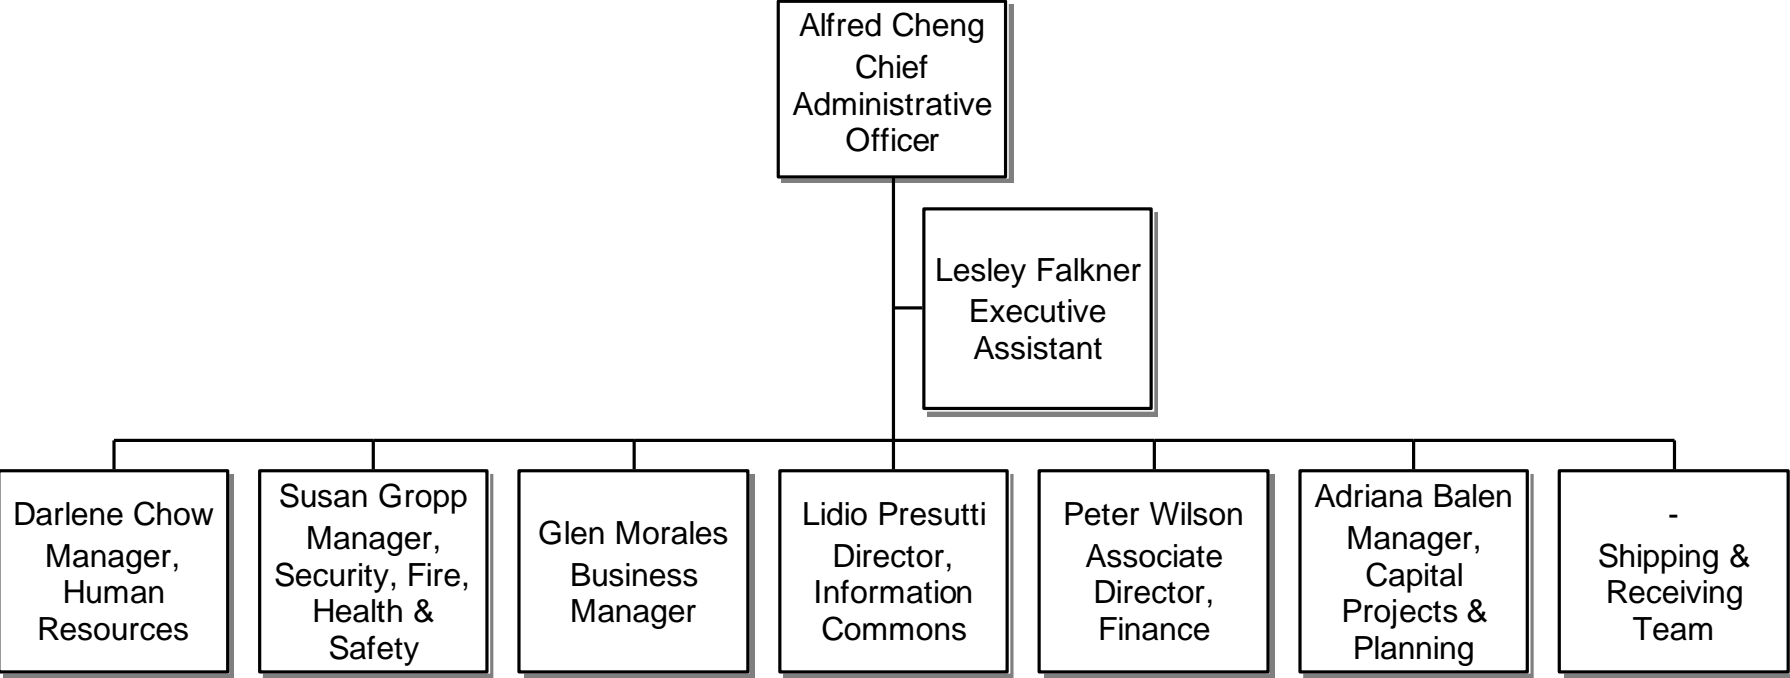 Alfred Cheng
Chief
Administrative
Officer
Lesley Falkner
Executive
Assistant
Darlene Chow
Manager,
Human
Resources
Susan Gropp
Manager,
Security, Fire,
Health &
Safety
Glen Morales
Business
Manager
Lidio Presutti
Director,
Information
Commons
Peter Wilson
Associate
Director,
Finance
Adriana Balen
Manager,
Capital
Projects &
Planning
-
Shipping &
Receiving
Team